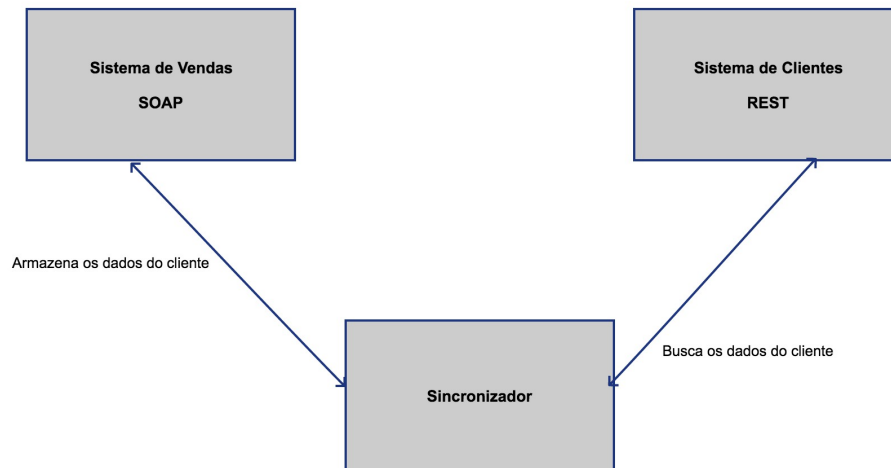 Sistema de Vendas
SOAP
Sistema de Clientes
REST
Armazena os dados do cliente
Busca os dados do cliente
Sincronizador